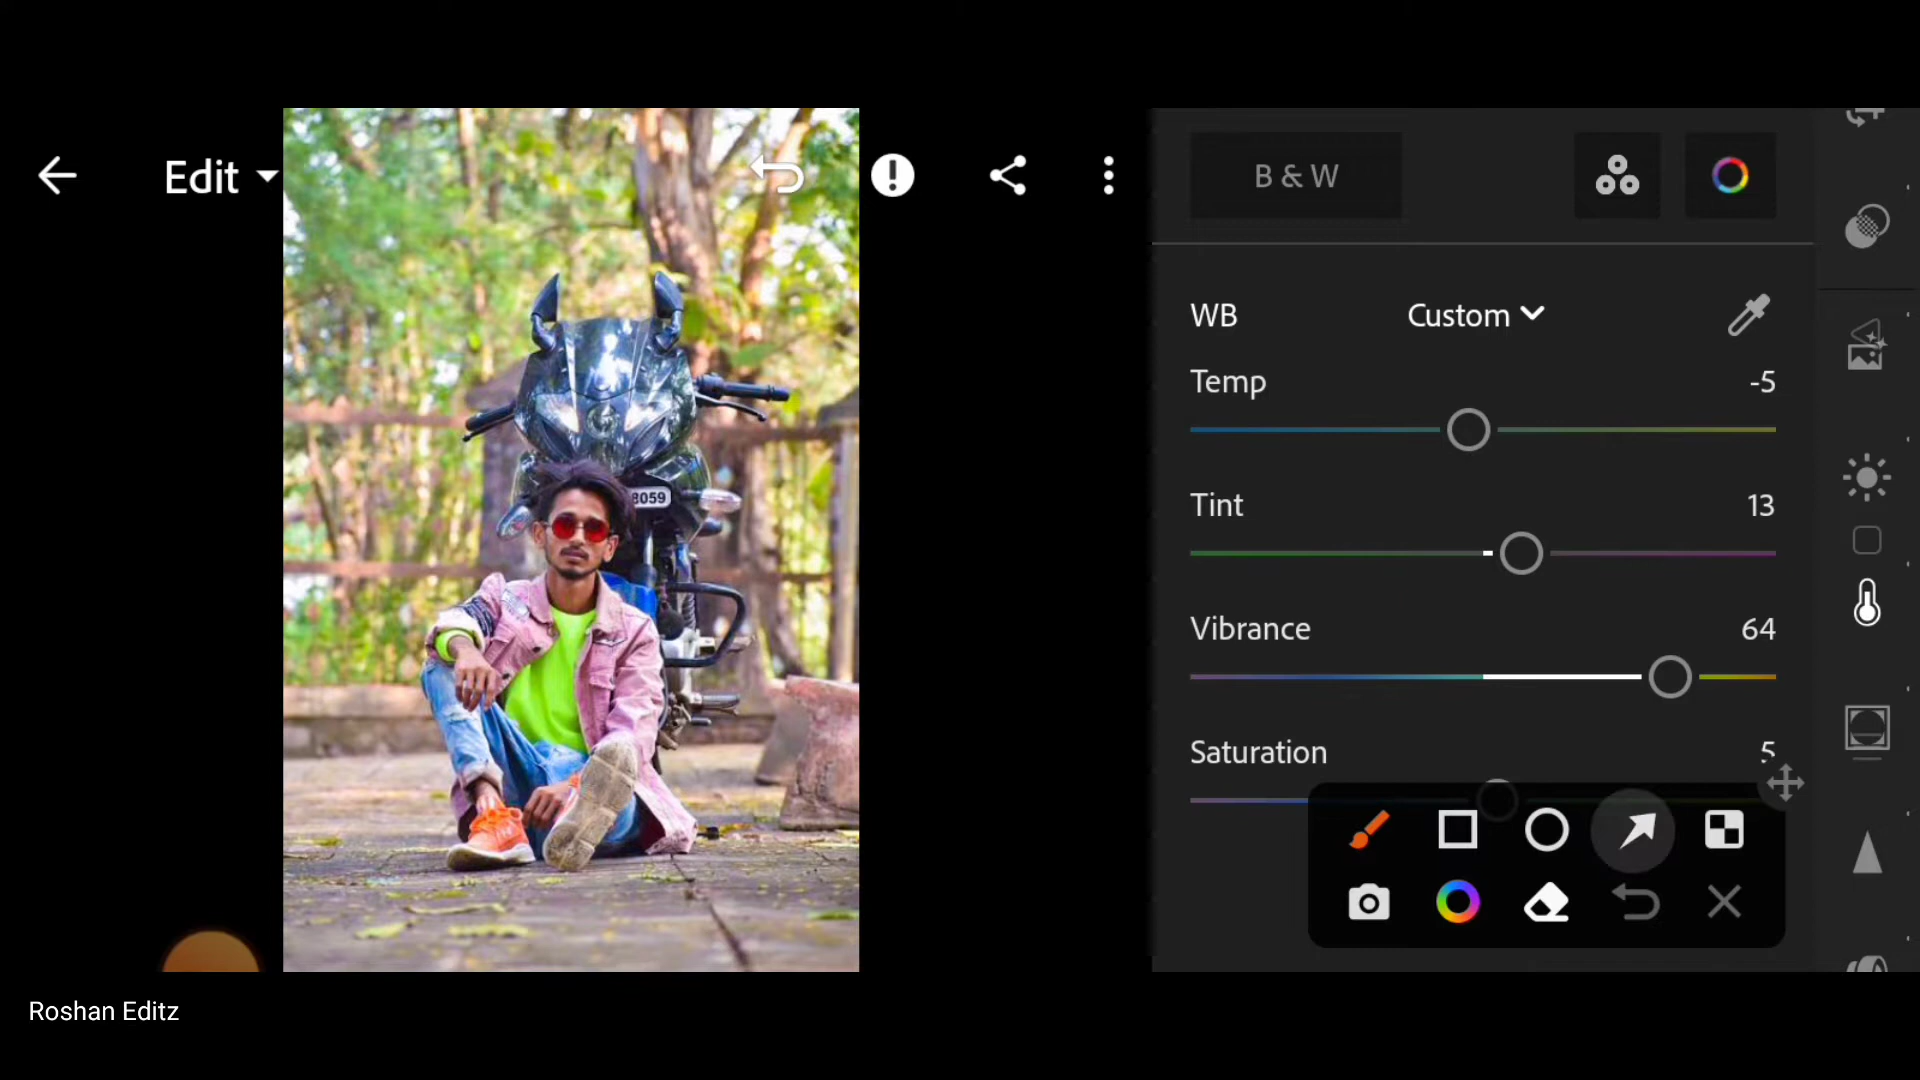 Edit
B & W
WB
Custom
Temp
-5
Tint
13
Vibrance
64
Saturation
5
8059
Roshan Editz